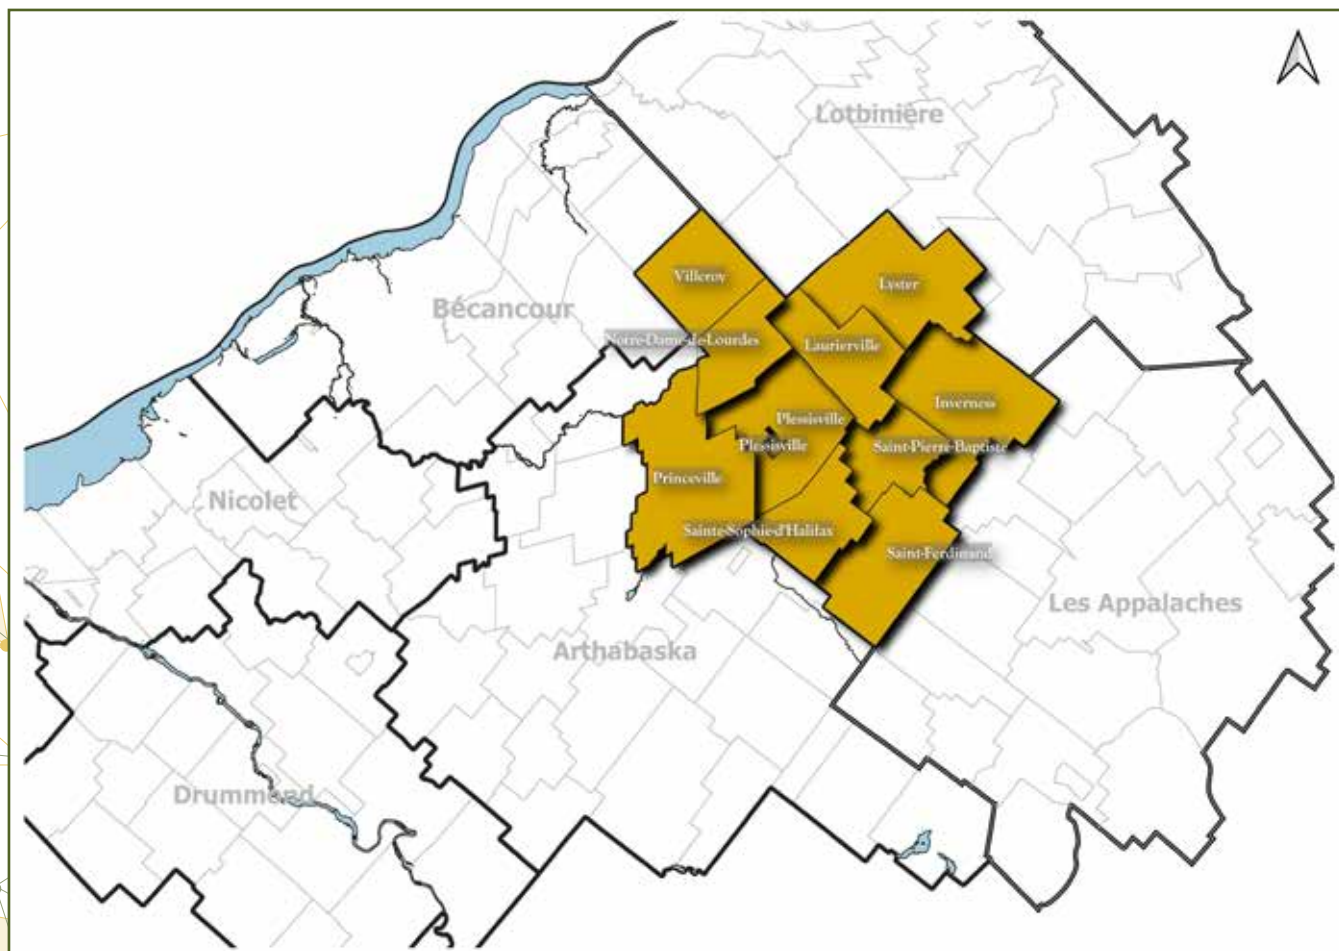 Lotbinière
Villeroy
Lyster
Bécancour
Notre-Dame-de-Lourdes
Laurierville
Inverness
Plessisville
Plessisville
Saint-Pierre-Baptiste
Princeville
Nicolet
Sainte-Sophie-d'Halifax
Saint-Ferdinand
Les Appalaches
Arthabaska
Drummond